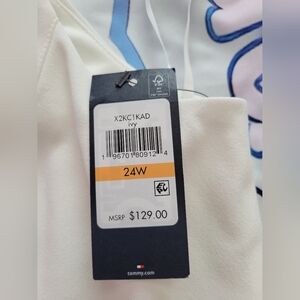 X2KC1KAD
ivy
1 96701 80912 4
24W
MSRP $129.00
tommy.com